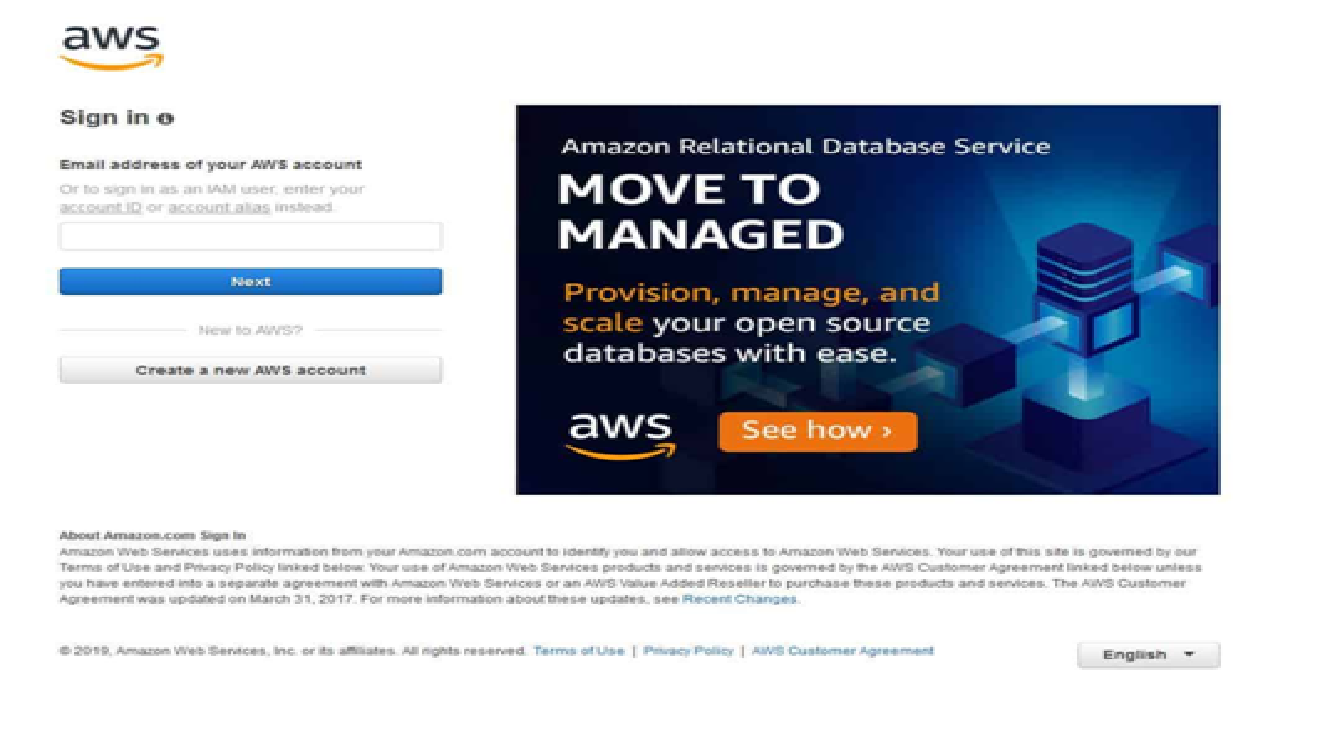 aws
Sign in
Email address of your AWS account
Or to sign in as an IAM user, enter your
account ID or account alias instead.
Next
New to AWS?
Create a new AWS account
Amazon Relational Database Service
MOVE TO
MANAGED
Provision, manage, and
scale your open source
databases with ease.
aws
See how ›
About Amazon.com Sign In
Amazon Web Services uses information from your Amazon.com account to identify you and allow access to Amazon Web Services. Your use of this site is governed by our
Terms of Use and Privacy Policy linked below. Your use of Amazon Web Services products and services is governed by the AWS Customer Agreement linked below unless
you have entered into a separate agreement with Amazon Web Services or an AWS Value Added Reseller to purchase these products and services. The AWS Customer
Agreement was updated on March 31, 2017. For more information about these updates, see Recent Changes.
© 2019, Amazon Web Services, Inc. or its affiliates. All rights reserved. Terms of Use | Privacy Policy | AWS Customer Agreement
English